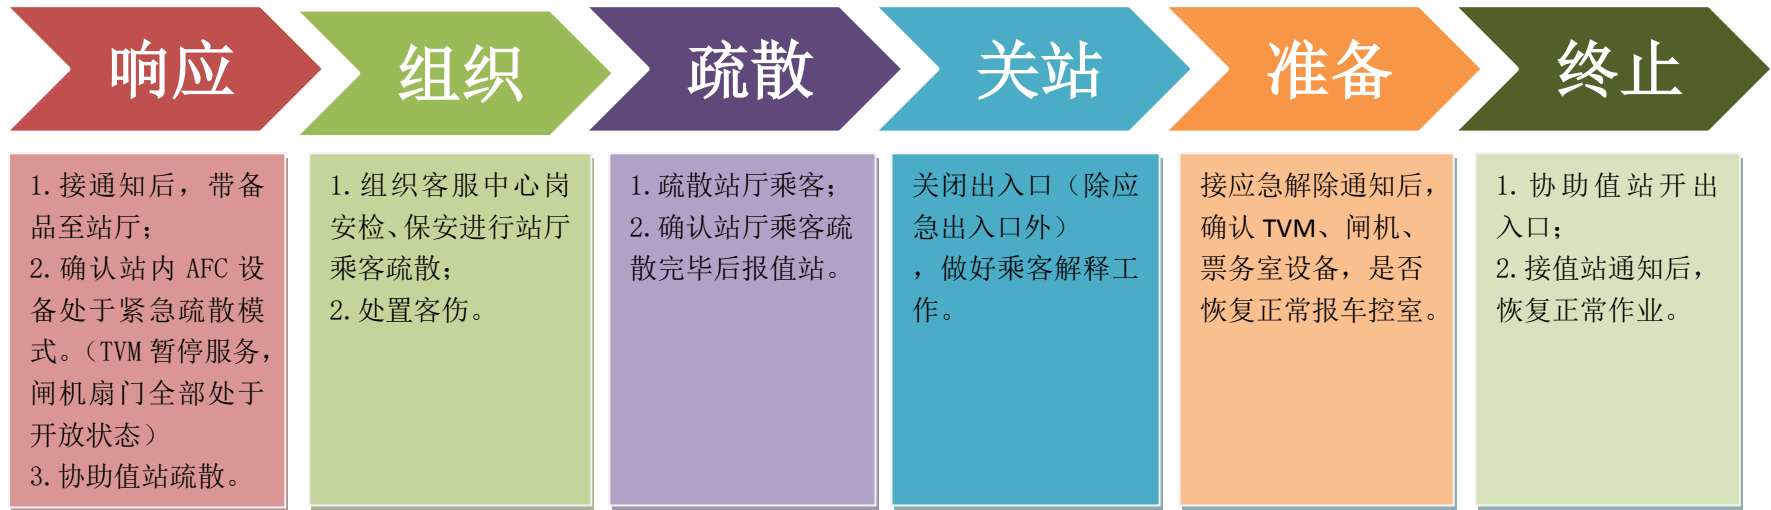 响应
组织
疏散
关站
准备
终止
1.接通知后，带备
品至站厅；
2.确认站内 AFC 设
备处于紧急疏散模
式。（TVM 暂停服务，
闸机扇门全部处于
开放状态）
3.协助值站疏散。
1.组织客服中心岗
安检、保安进行站厅
乘客疏散；
2.处置客伤。
1.疏散站厅乘客；
2.确认站厅乘客疏
散完毕后报值站。
关闭出入口（除应
急出入口外）
，做好乘客解释工
作。
接应急解除通知后，
确认 TVM、闸机、
票务室设备，是否
恢复正常报车控室。
1.协助值站开出
入口；
2.接值站通知后，
恢复正常作业。